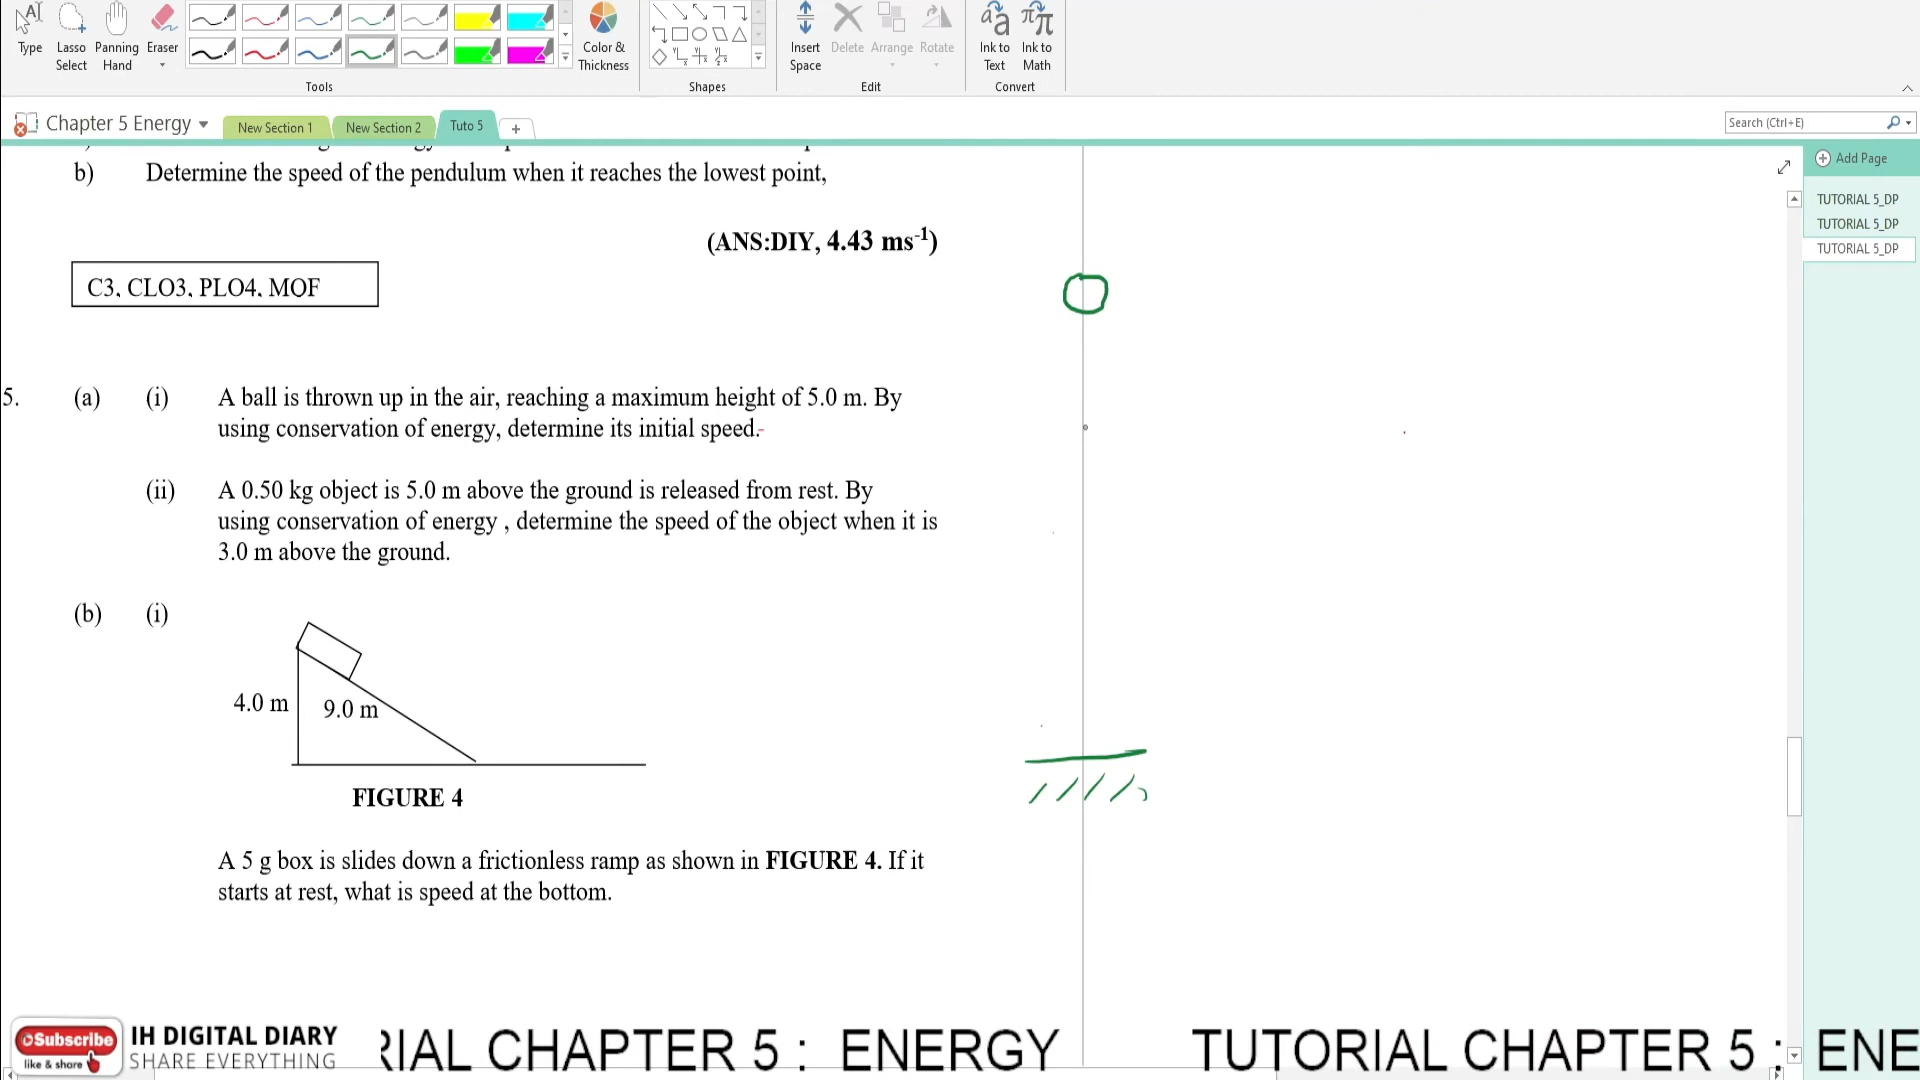 Type
Lasso
Select
Panning
Hand
Eraser
Color &
Thickness
Insert
Space
Delete
Arrange
Rotate
Ink to
Text
Ink to
Math
Tools
Shapes
Edit
Convert
Chapter 5 Energy
New Section 1
New Section 2
Tuto 5
Search (Ctrl+E)
Add Page
TUTORIAL 5_DP
TUTORIAL 5_DP
TUTORIAL 5_DP
b) Determine the speed of the pendulum when it reaches the lowest point,
(ANS:DIY, 4.43 ms⁻¹)
C3, CLO3, PLO4, MQF
5. (a) (i) A ball is thrown up in the air, reaching a maximum height of 5.0 m. By
using conservation of energy, determine its initial speed.
(ii) A 0.50 kg object is 5.0 m above the ground is released from rest. By
using conservation of energy , determine the speed of the object when it is
3.0 m above the ground.
(b) (i)
4.0 m
9.0 m
FIGURE 4
A 5 g box is slides down a frictionless ramp as shown in FIGURE 4. If it
starts at rest, what is speed at the bottom.
Subscribe
like & share
IH DIGITAL DIARY
SHARE EVERYTHING
RIAL CHAPTER 5 : ENERGY TUTORIAL CHAPTER 5 : ENE